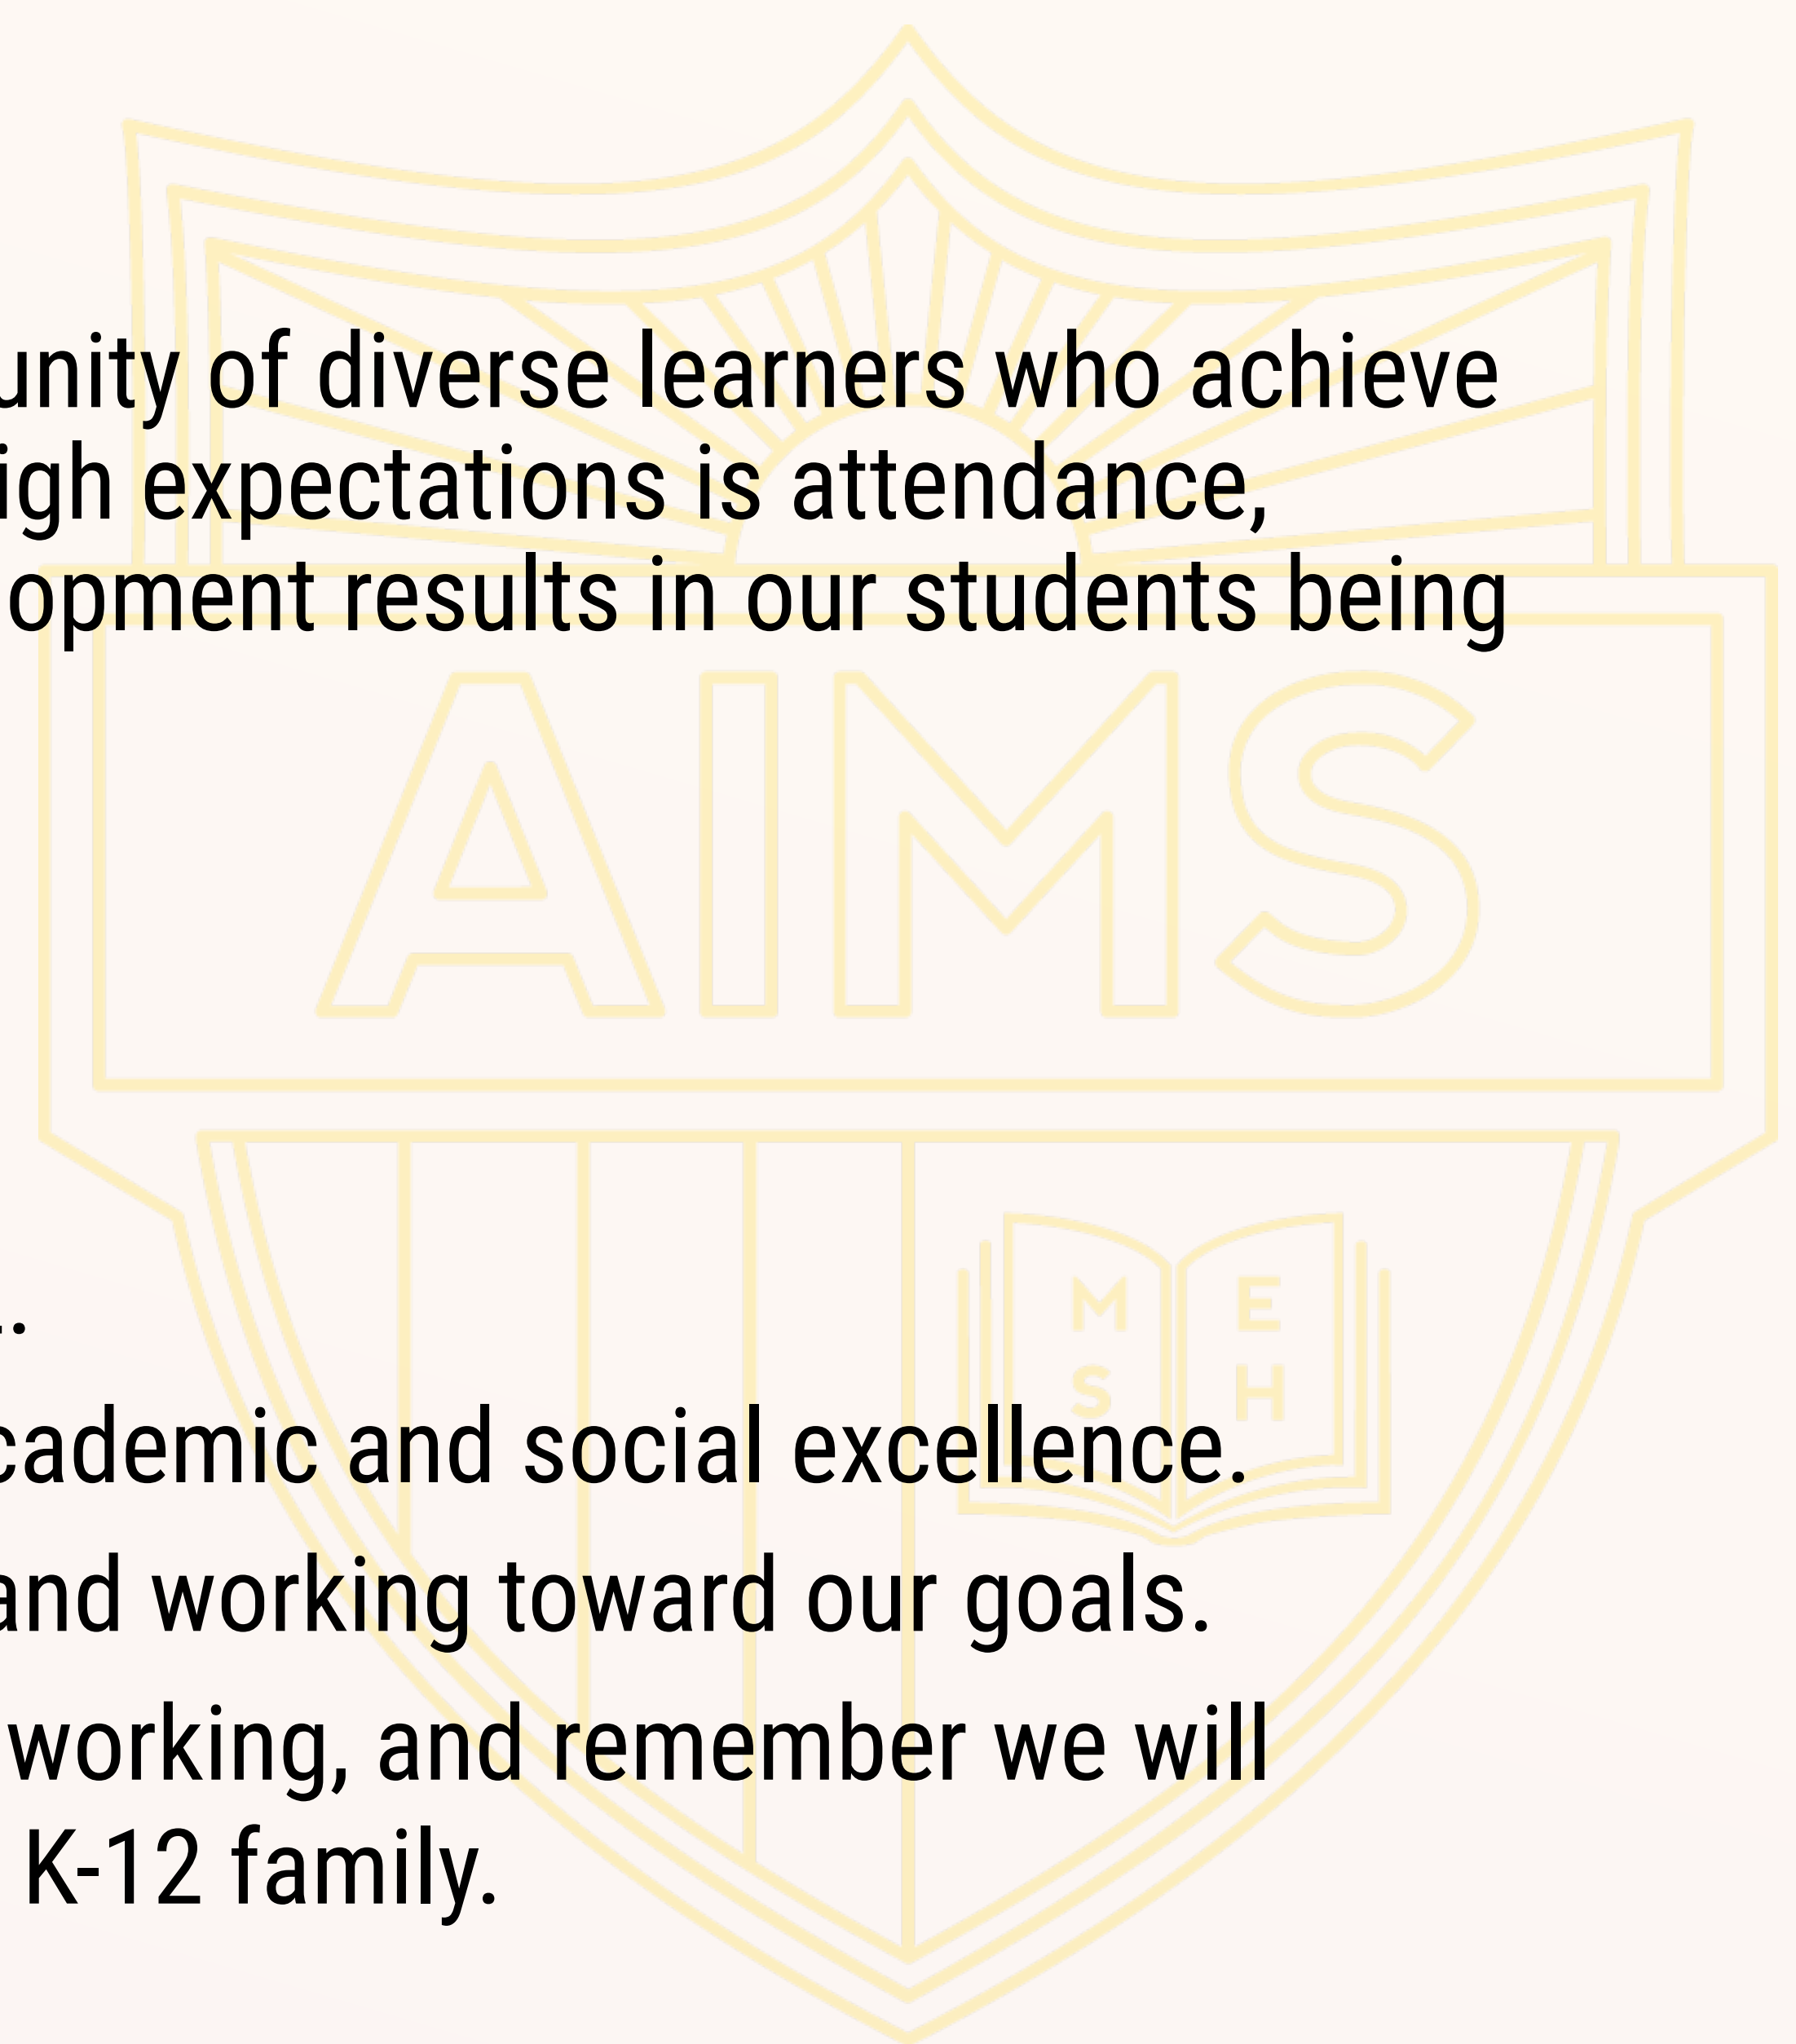 unity of diverse learners who achieve
igh expectations is attendance,
opment results in our students being
AIMS
.
M E
S H
cademic and social excellence.
and working toward our goals.
working, and remember we will
K-12 family.